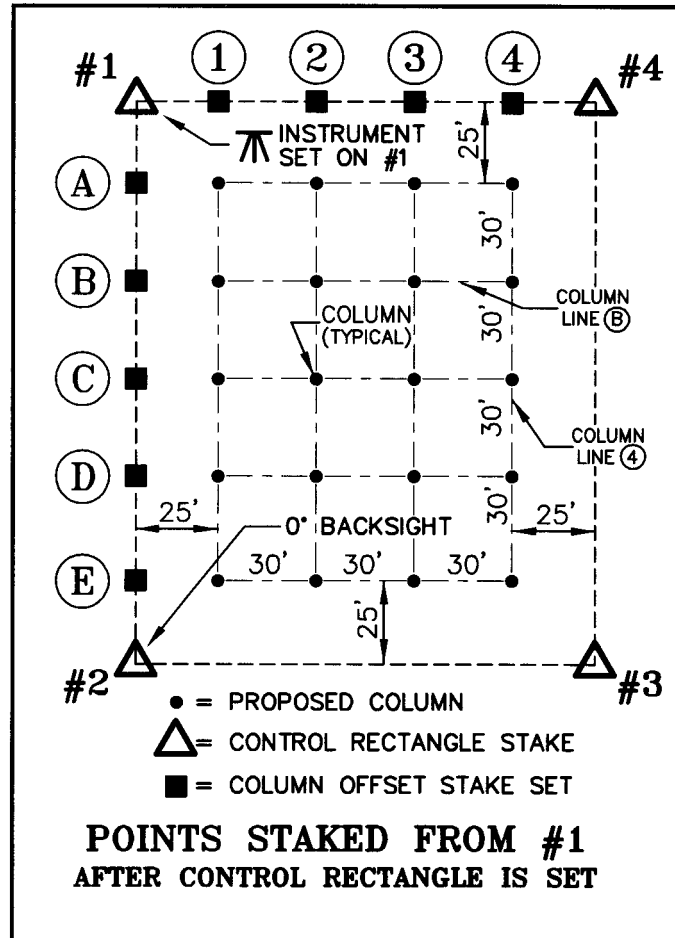 #1 1 2 3 4 #4
INSTRUMENT
SET ON #1
25'
A
30'
B
COLUMN
LINE B
COLUMN
(TYPICAL)
30'
C
30'
COLUMN
LINE 4
D
25'
0° BACKSIGHT
30'
25'
E
30' 30' 30'
25'
#2 #3
= PROPOSED COLUMN
= CONTROL RECTANGLE STAKE
= COLUMN OFFSET STAKE SET
POINTS STAKED FROM #1
AFTER CONTROL RECTANGLE IS SET